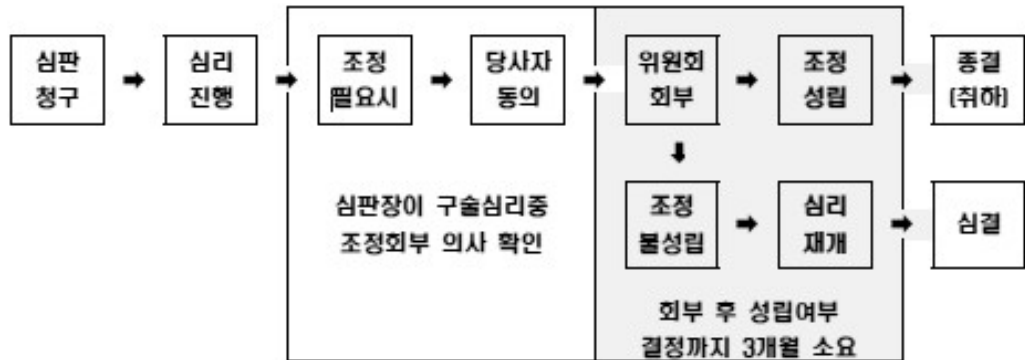 심판
청구
심리
진행
조정
필요시
당사자
동의
위원회
회부
조정
성립
종결
(취하)
심판장이 구술심리중
조정회부 의사 확인
조정
불성립
심리
재개
심결
회부 후 성립여부
결정까지 3개월 소요